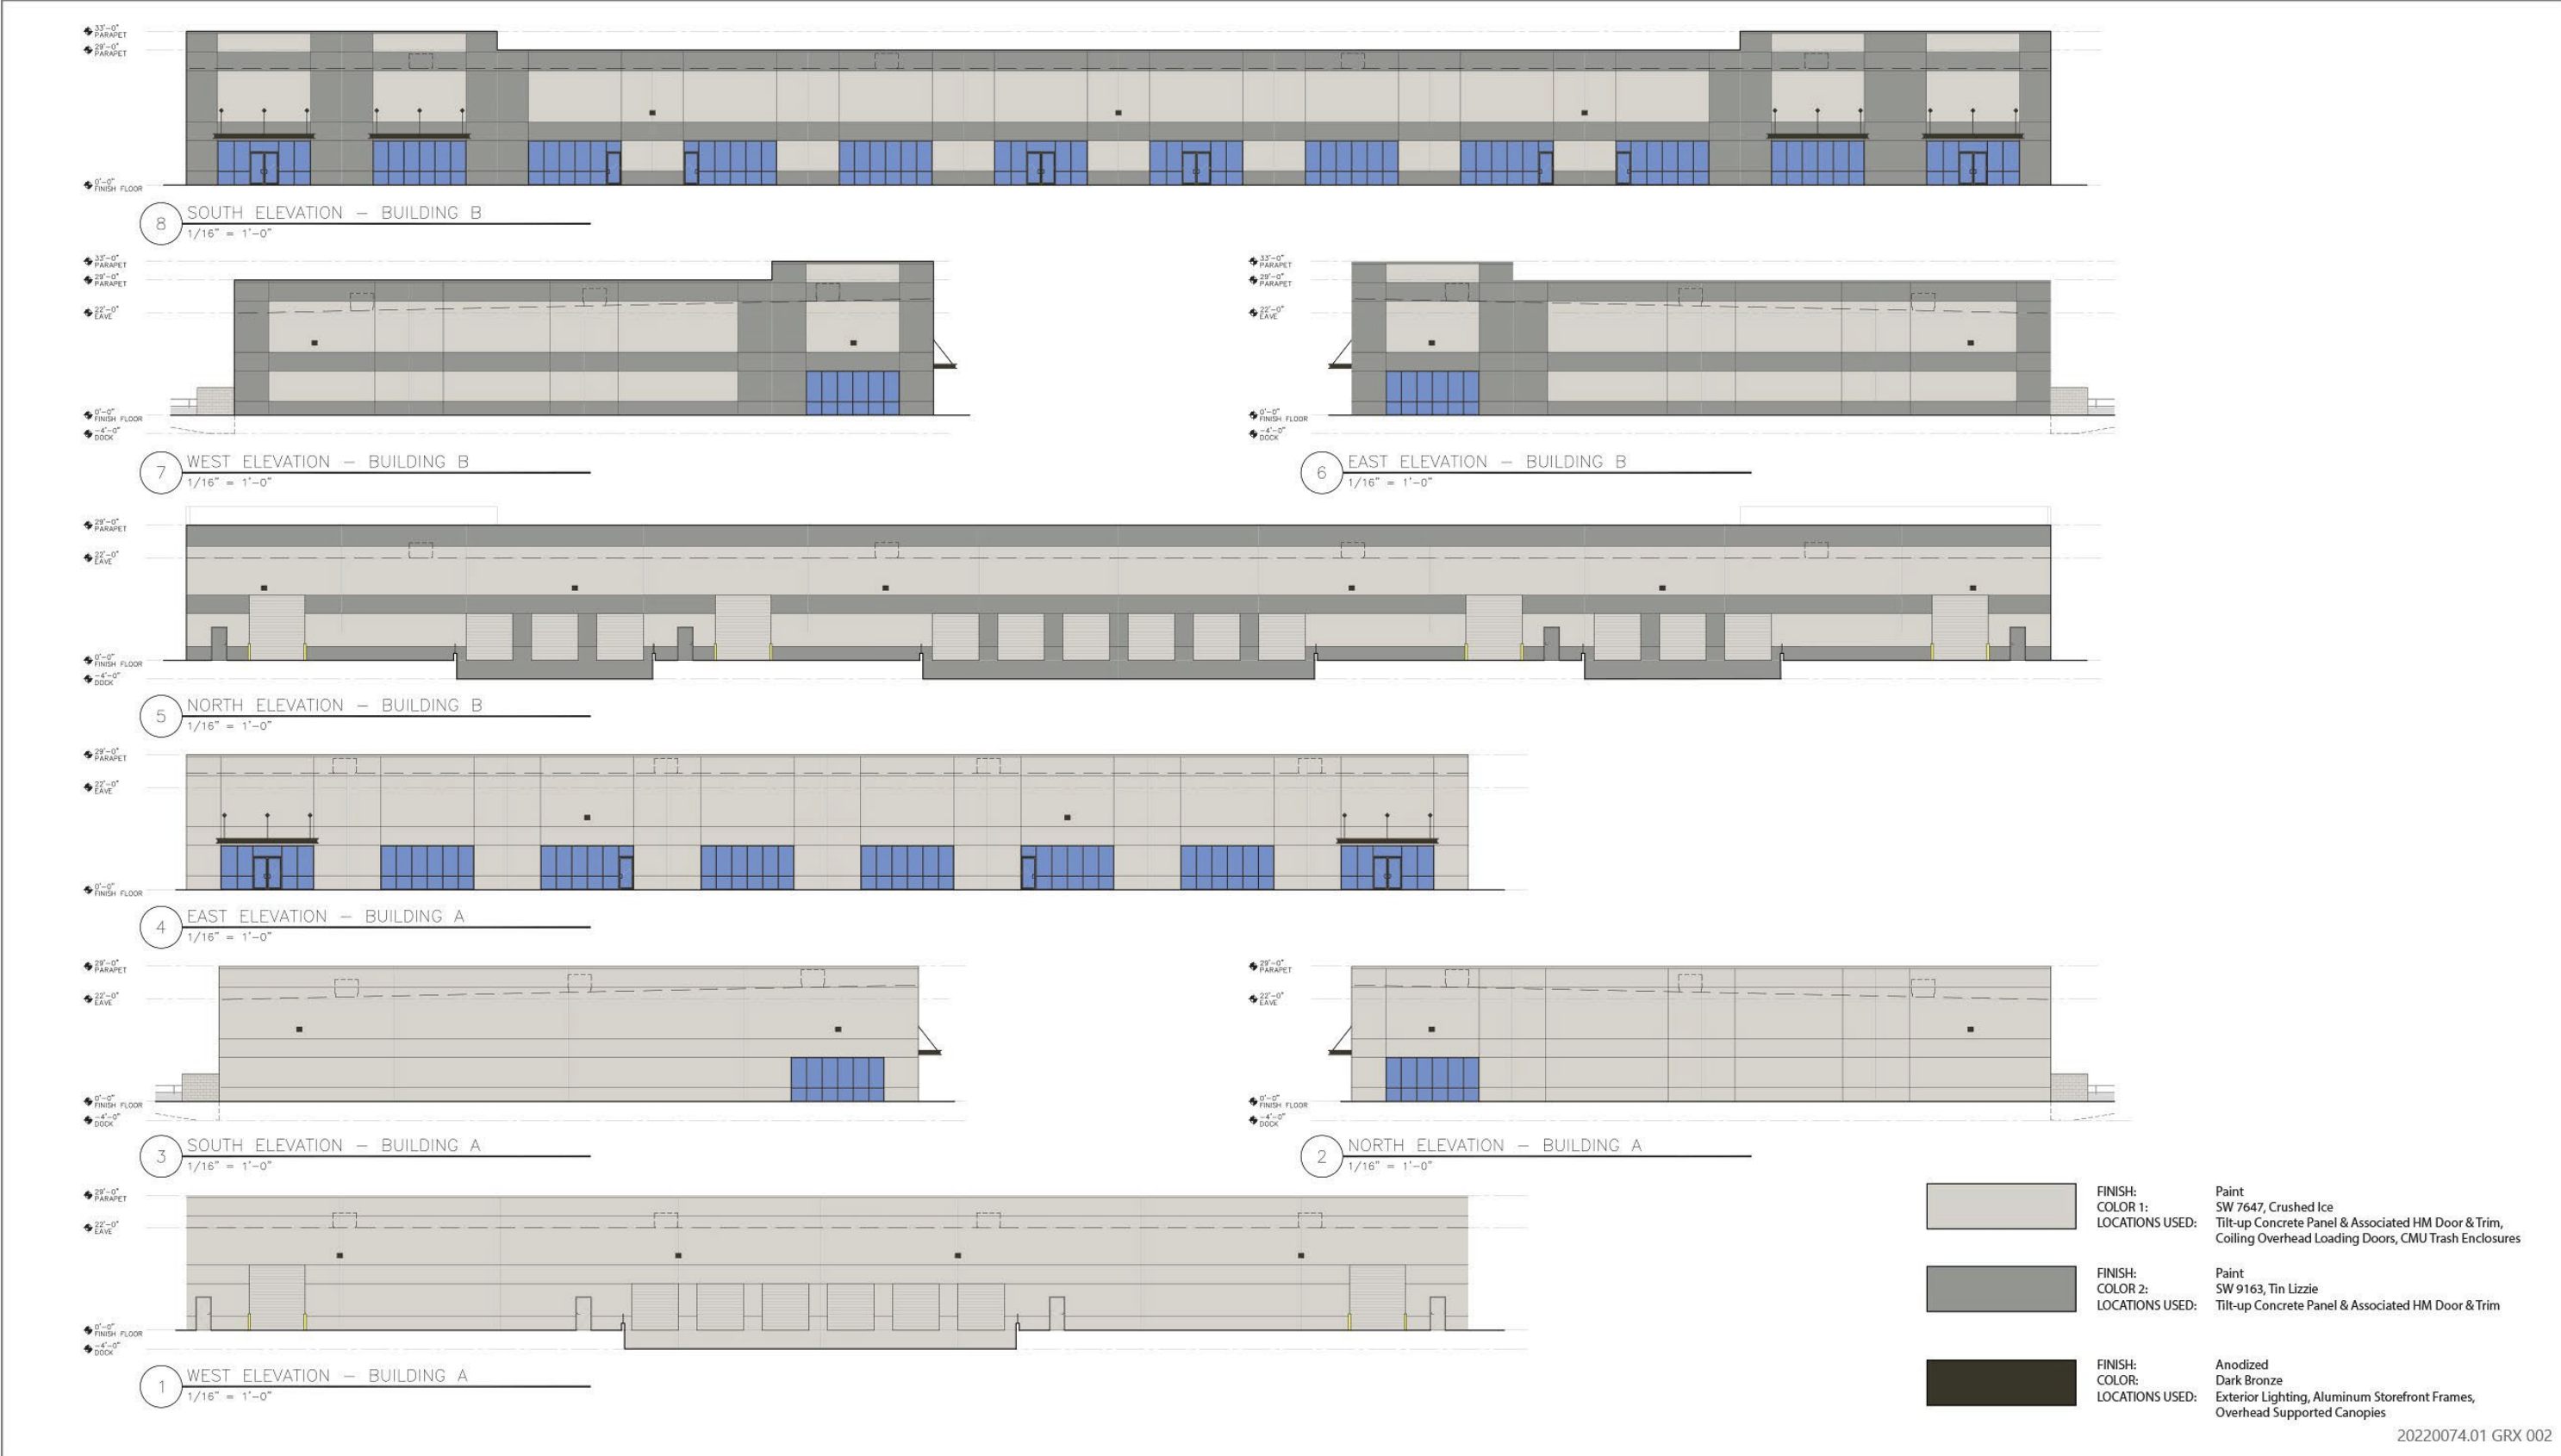 33'-0"
PARAPET
29'-0"
PARAPET
0'-0"
FINISH FLOOR
8
SOUTH ELEVATION – BUILDING B
1/16" = 1'-0"
33'-0"
PARAPET
29'-0"
PARAPET
22'-0"
EAVE
0'-0"
FINISH FLOOR
-4'-0"
DOCK
7
WEST ELEVATION – BUILDING B
1/16" = 1'-0"
33'-0"
PARAPET
29'-0"
PARAPET
22'-0"
EAVE
0'-0"
FINISH FLOOR
-4'-0"
DOCK
6
EAST ELEVATION – BUILDING B
1/16" = 1'-0"
29'-0"
PARAPET
22'-0"
EAVE
0'-0"
FINISH FLOOR
-4'-0"
DOCK
5
NORTH ELEVATION – BUILDING B
1/16" = 1'-0"
29'-0"
PARAPET
22'-0"
EAVE
0'-0"
FINISH FLOOR
4
EAST ELEVATION – BUILDING A
1/16" = 1'-0"
29'-0"
PARAPET
22'-0"
EAVE
0'-0"
FINISH FLOOR
-4'-0"
DOCK
3
SOUTH ELEVATION – BUILDING A
1/16" = 1'-0"
29'-0"
PARAPET
22'-0"
EAVE
0'-0"
FINISH FLOOR
-4'-0"
DOCK
2
NORTH ELEVATION – BUILDING A
1/16" = 1'-0"
29'-0"
PARAPET
22'-0"
EAVE
0'-0"
FINISH FLOOR
-4'-0"
DOCK
1
WEST ELEVATION – BUILDING A
1/16" = 1'-0"
FINISH: Paint
COLOR 1: SW 7647, Crushed Ice
LOCATIONS USED: Tilt-up Concrete Panel & Associated HM Door & Trim,
Coiling Overhead Loading Doors, CMU Trash Enclosures
FINISH: Paint
COLOR 2: SW 9163, Tin Lizzie
LOCATIONS USED: Tilt-up Concrete Panel & Associated HM Door & Trim
FINISH: Anodized
COLOR: Dark Bronze
LOCATIONS USED: Exterior Lighting, Aluminum Storefront Frames,
Overhead Supported Canopies
20220074.01 GRX 002